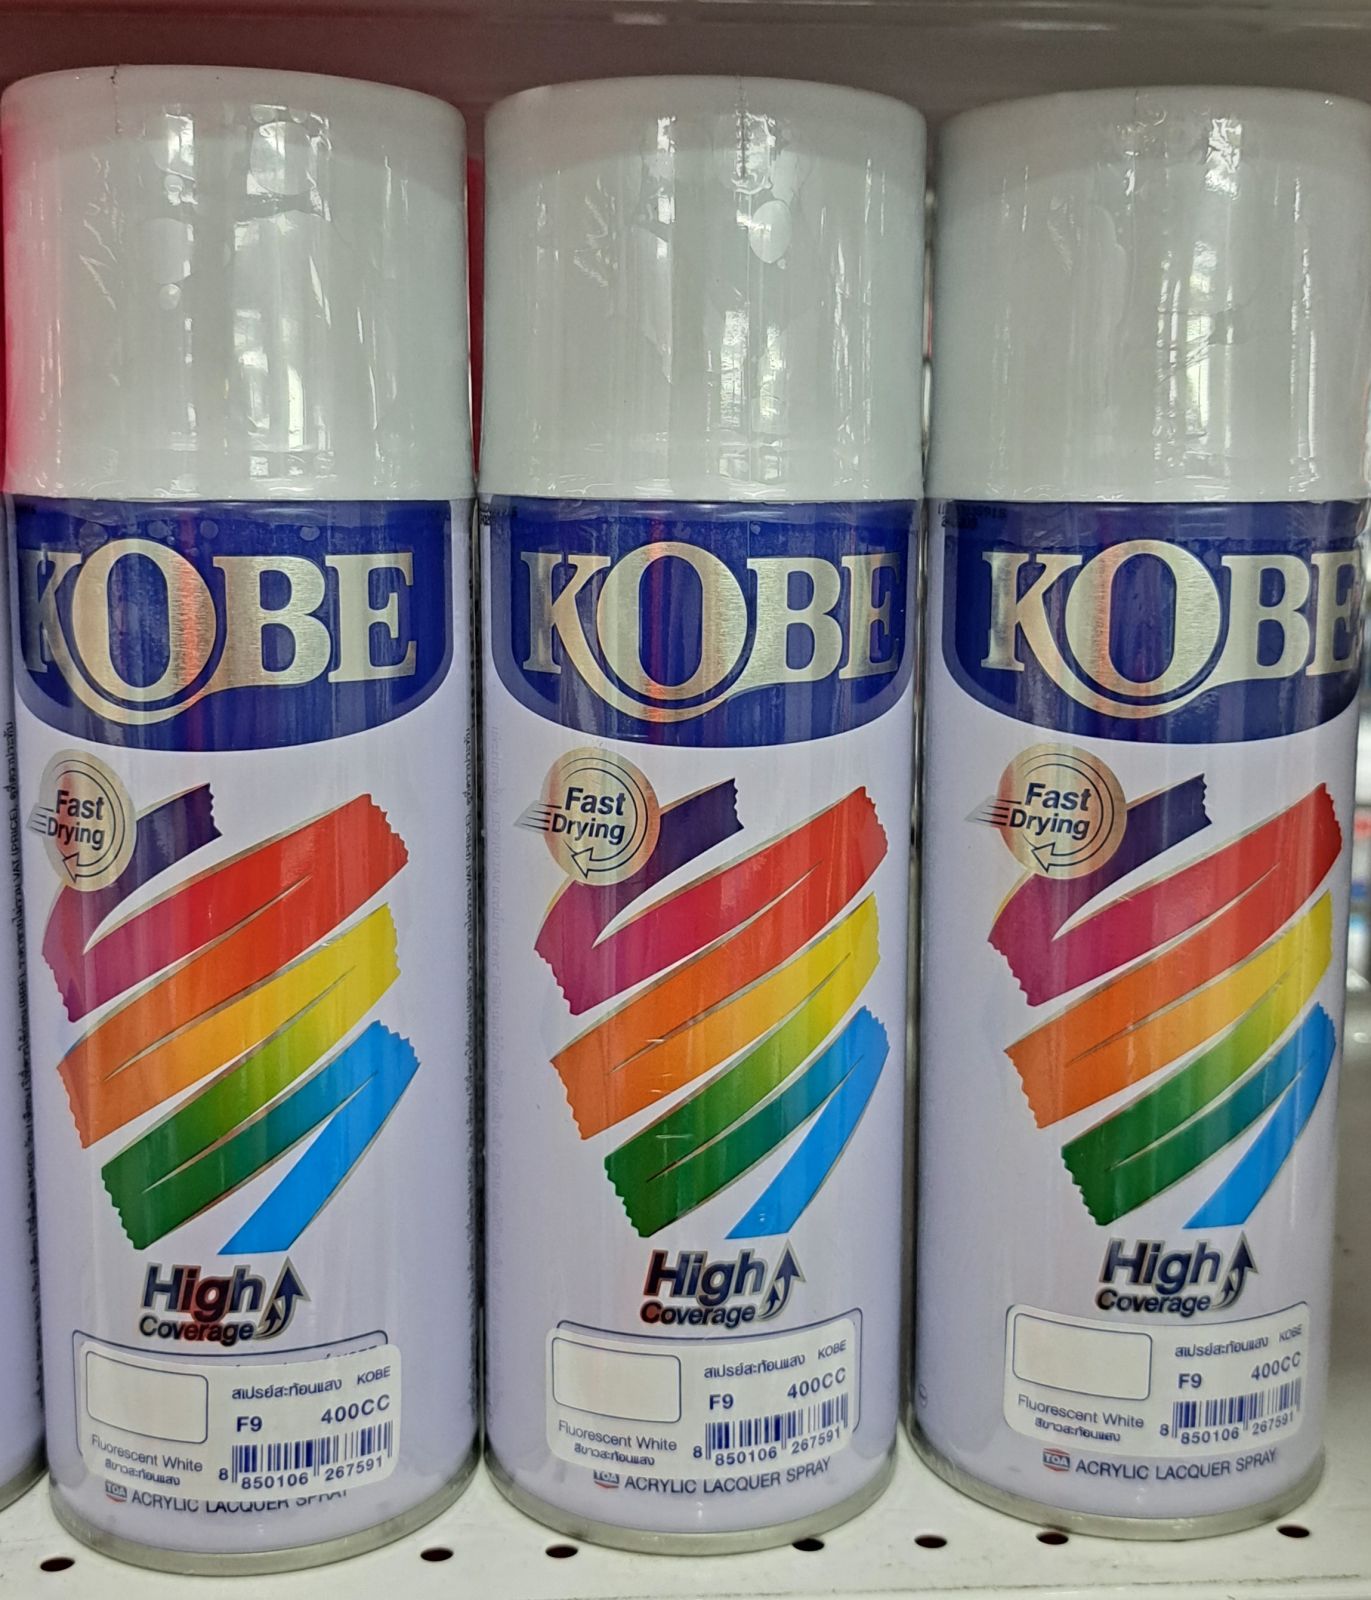 KOBE
Fast
Drying
High
Coverage
สเปรย์สะท้อนแสง KOBE
F9 400CC
Fluorescent White
สีขาวสะท้อนแสง
8 850106 267591
TOA ACRYLIC LACQUER SPRAY
KOBE
Fast
Drying
High
Coverage
สเปรย์สะท้อนแสง KOBE
F9 400CC
Fluorescent White
สีขาวสะท้อนแสง
8 850106 267591
TOA ACRYLIC LACQUER SPRAY
KOBE
Fast
Drying
High
Coverage
สเปรย์สะท้อนแสง KOBE
F9 400CC
Fluorescent White
สีขาวสะท้อนแสง
8 850106 267591
TOA ACRYLIC LACQUER SPRAY